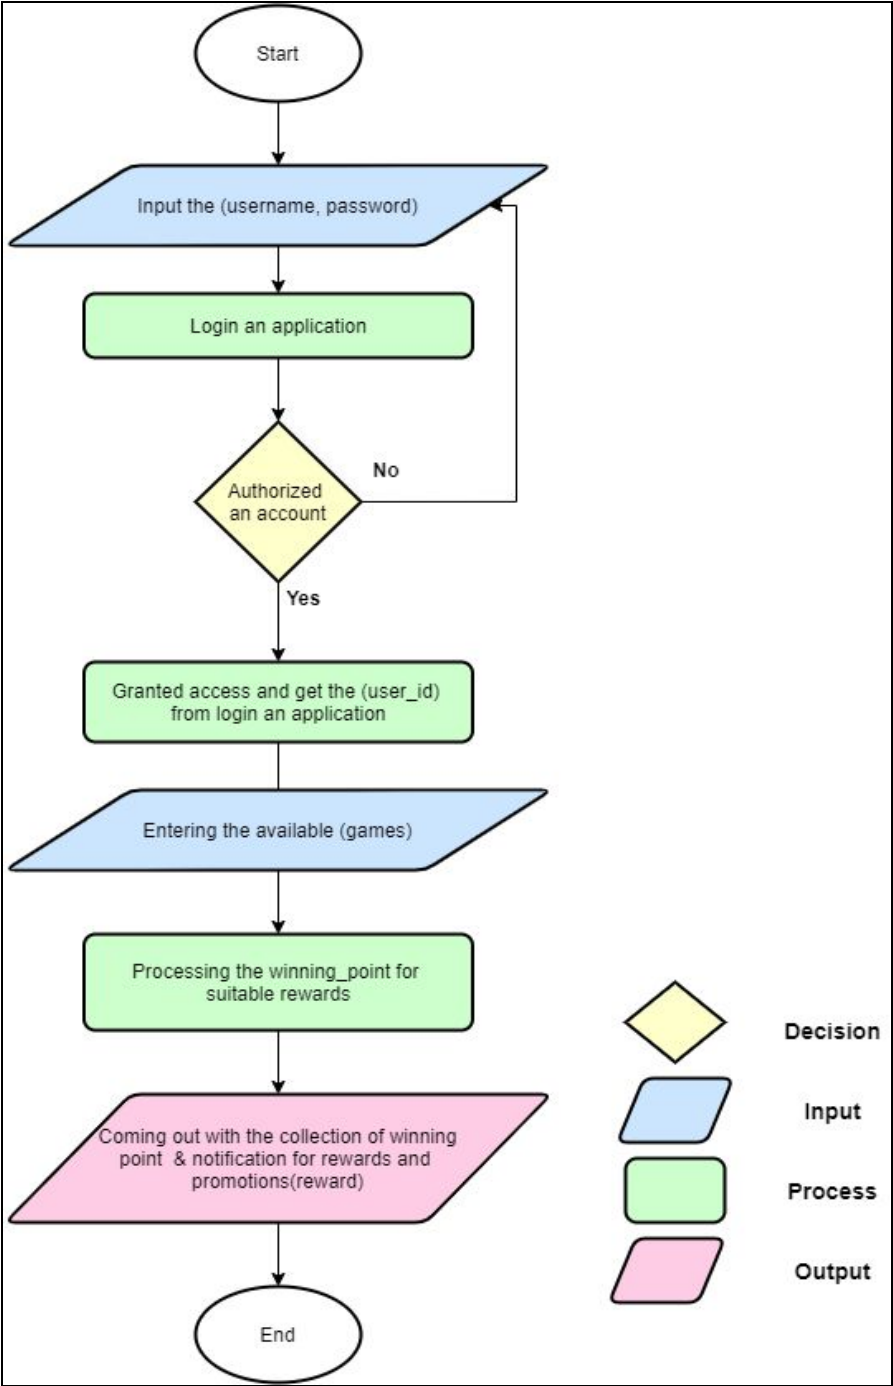 Start
Input the (username, password)
Login an application
No
Authorized
an account
Yes
Granted access and get the (user_id)
from login an application
Entering the available (games)
Processing the winning_point for
suitable rewards
Coming out with the collection of winning
point & notification for rewards and
promotions(reward)
End
Decision
Input
Process
Output